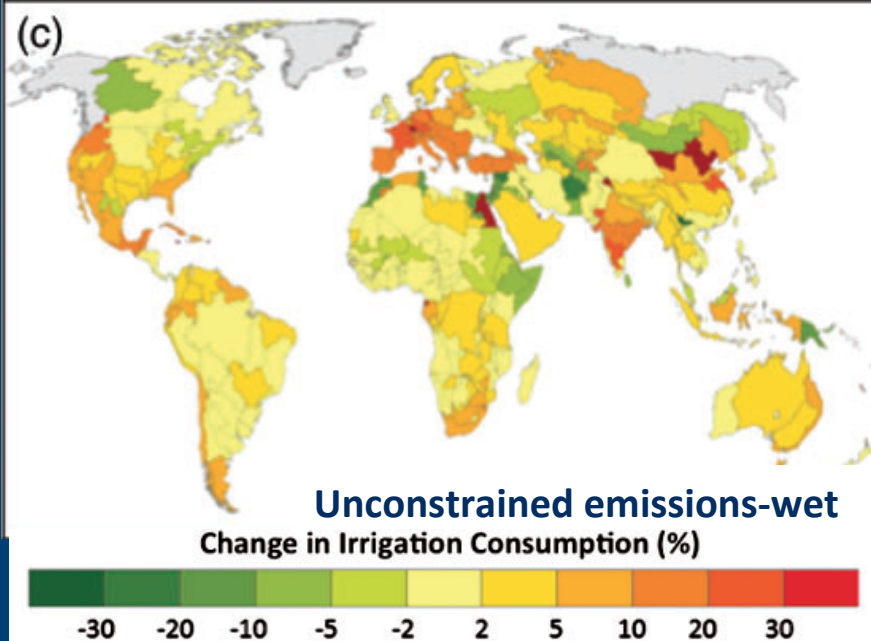 (c)
Unconstrained emissions-wet
Change in Irrigation Consumption (%)
-30 -20 -10 -5 -2 2 5 10 20 30